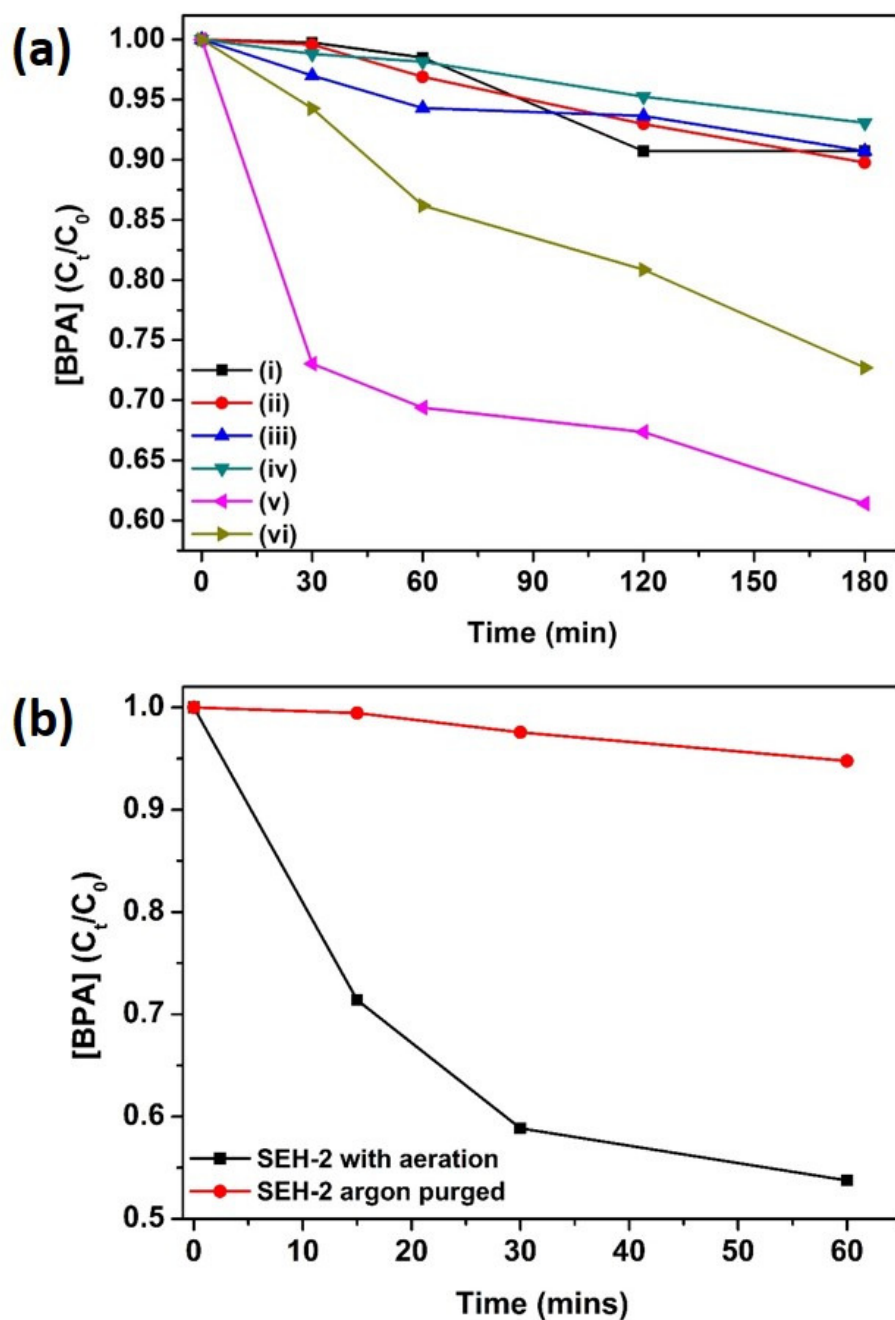 (a)
[BPA] (Cₜ/C₀)
1.00
0.95
0.90
0.85
0.80
0.75
0.70
0.65
0.60
(i)
(ii)
(iii)
(iv)
(v)
(vi)
0 30 60 90 120 150 180
Time (min)
(b)
[BPA] (Cₜ/C₀)
1.0
0.9
0.8
0.7
0.6
0.5
SEH-2 with aeration
SEH-2 argon purged
0 10 20 30 40 50 60
Time (mins)